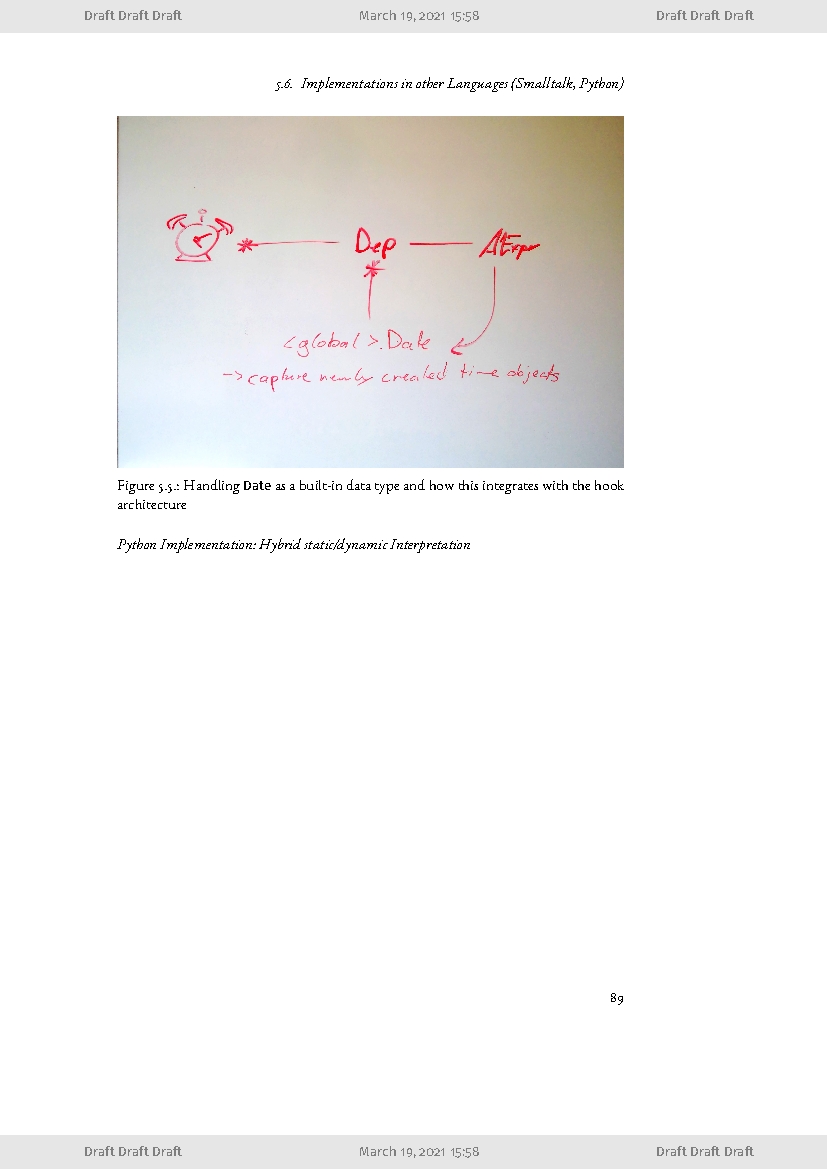 Draft Draft Draft March 19, 2021 15:58 Draft Draft Draft
5.6. Implementations in other Languages (Smalltalk, Python)
* Dep AExpr
*
<global>.Date
-> capture newly created time objects
Figure 5.5.: Handling Date as a built-in data type and how this integrates with the hook
architecture
Python Implementation: Hybrid static/dynamic Interpretation
89
Draft Draft Draft March 19, 2021 15:58 Draft Draft Draft